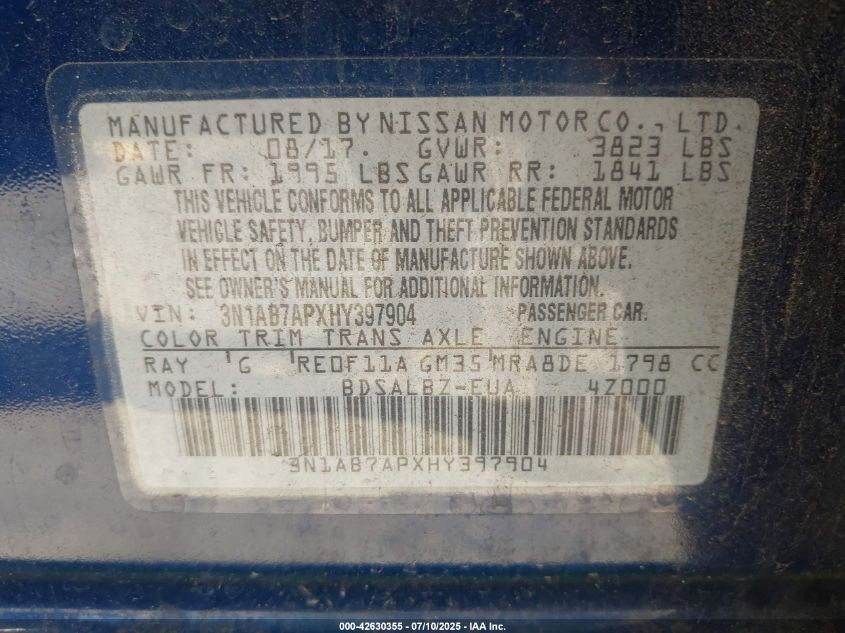 MANUFACTURED BY NISSAN MOTOR CO., LTD.
DATE: 08/17. GVWR: 3823 LBS
GAWR FR: 1995 LBS GAWR RR: 1841 LBS
THIS VEHICLE CONFORMS TO ALL APPLICABLE FEDERAL MOTOR
VEHICLE SAFETY, BUMPER AND THEFT PREVENTION STANDARDS
IN EFFECT ON THE DATE OF MANUFACTURE SHOWN ABOVE.
SEE OWNER'S MANUAL FOR ADDITIONAL INFORMATION.
VIN: 3N1AB7APXHY397904 PASSENGER CAR.
COLOR TRIM TRANS AXLE ENGINE
RAY G RE0F11A GM35 MRA8DE 1798 CC
MODEL: BDSALBZ-EUA 4Z000
3N1AB7APXHY397904
000-42630355 - 07/10/2025 - IAA Inc.